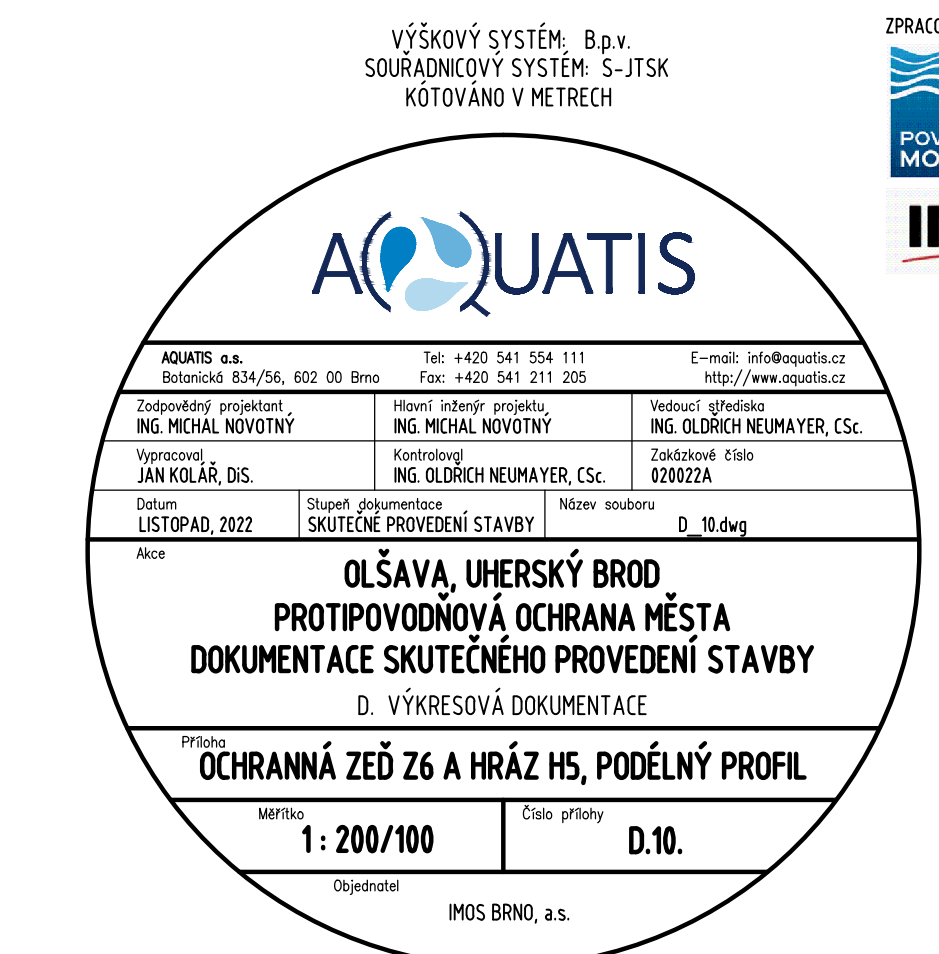 VÝŠKOVÝ SYSTÉM: B.p.v.
SOUŘADNICOVÝ SYSTÉM: S-JTSK
KÓTOVÁNO V METRECH
AQUATIS
AQUATIS a.s.
Botanická 834/56, 602 00 Brno
Tel: +420 541 554 111
Fax: +420 541 211 205
E-mail: info@aquatis.cz
http://www.aquatis.cz
Zodpovědný projektant
ING. MICHAL NOVOTNÝ
Hlavní inženýr projektu
ING. MICHAL NOVOTNÝ
Vedoucí střediska
ING. OLDŘICH NEUMAYER, CSc.
Vypracoval
JAN KOLÁŘ, DiS.
Kontroloval
ING. OLDŘICH NEUMAYER, CSc.
Zakázkové číslo
020022A
Datum
LISTOPAD, 2022
Stupeň dokumentace
SKUTEČNÉ PROVEDENÍ STAVBY
Název souboru
D_10.dwg
Akce
OLŠAVA, UHERSKÝ BROD
PROTIPOVODŇOVÁ OCHRANA MĚSTA
DOKUMENTACE SKUTEČNÉHO PROVEDENÍ STAVBY
D. VÝKRESOVÁ DOKUMENTACE
Příloha
OCHRANNÁ ZEĎ Z6 A HRÁZ H5, PODÉLNÝ PROFIL
Měřítko
1 : 200/100
Číslo přílohy
D.10.
Objednatel
IMOS BRNO, a.s.